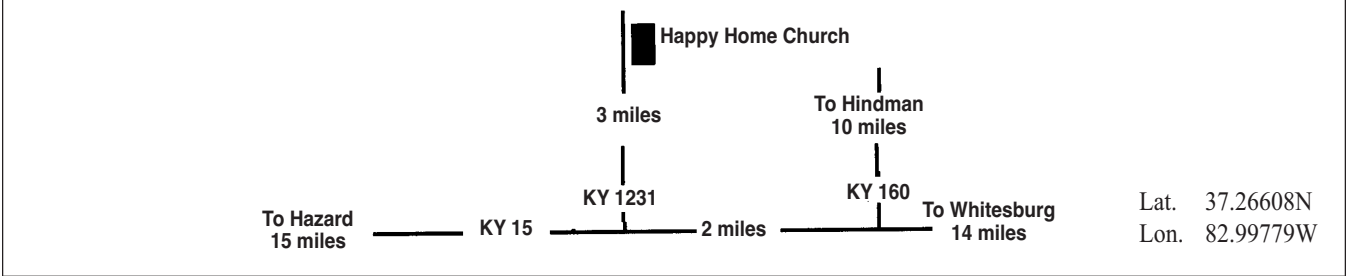 Happy Home Church
3 miles
To Hindman
10 miles
KY 1231
KY 160
To Hazard
15 miles
KY 15
2 miles
To Whitesburg
14 miles
Lat. 37.26608N
Lon. 82.99779W